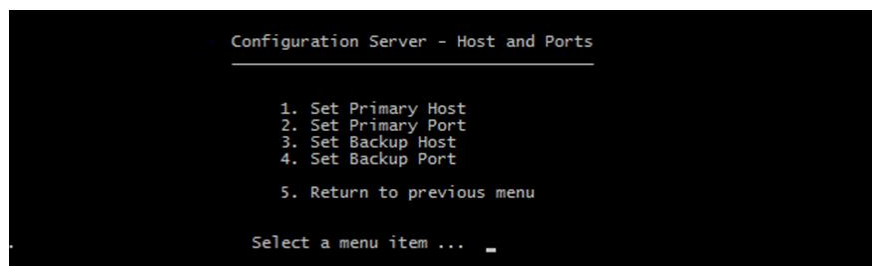 Configuration Server - Host and Ports
1. Set Primary Host
2. Set Primary Port
3. Set Backup Host
4. Set Backup Port
5. Return to previous menu
Select a menu item ... _